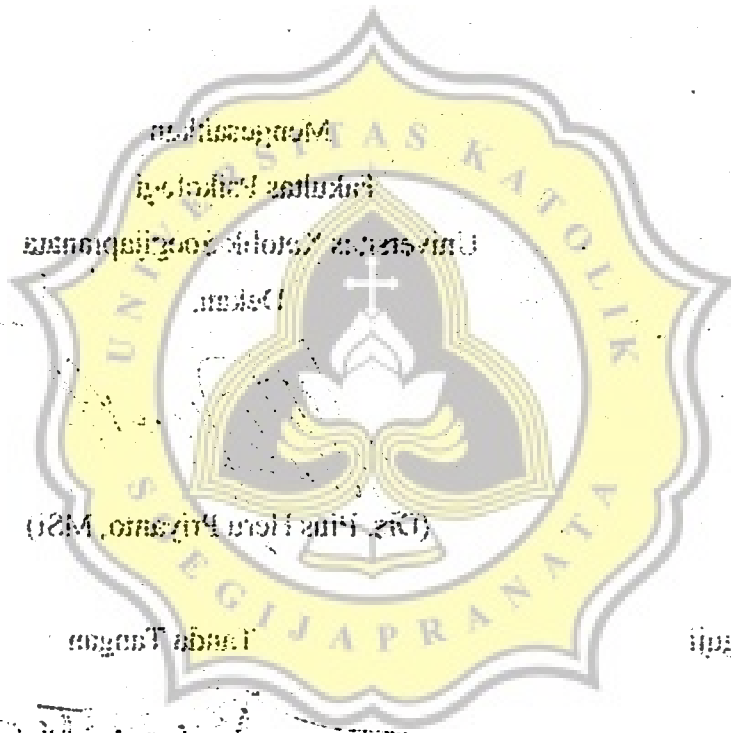 Mengesahkan
Fakultas Psikologi
Universitas Katolik Soegijapranata
Dekan,
(Drs. Pius Heru Priyanto, MSi)
Tanda Tangan
UNIVERSITAS KATOLIK
SOEGIJAPRANATA